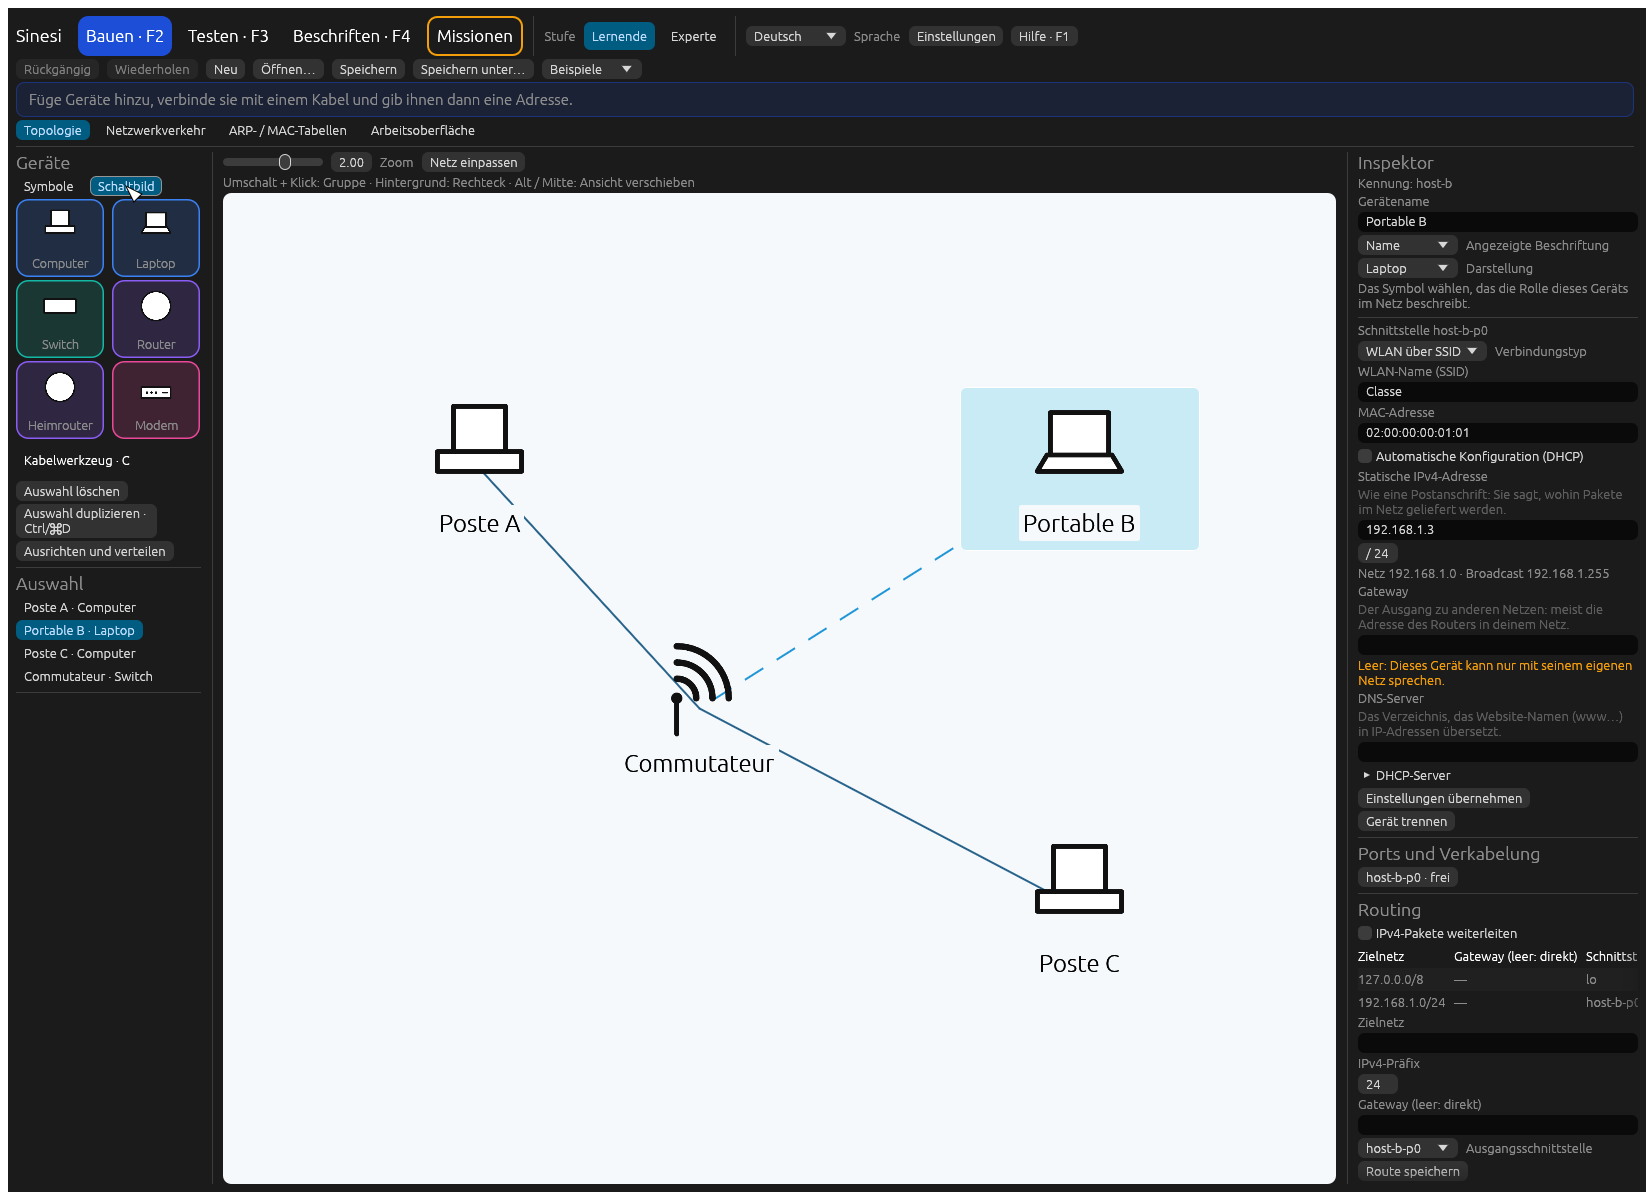 Sinesi Bauen · F2 Testen · F3 Beschriften · F4 Missionen Stufe Lernende Experte Deutsch Sprache Einstellungen Hilfe · F1
Rückgängig Wiederholen Neu Öffnen... Speichern Speichern unter... Beispiele
Füge Geräte hinzu, verbinde sie mit einem Kabel und gib ihnen dann eine Adresse.
Topologie Netzwerkverkehr ARP- / MAC-Tabellen Arbeitsoberfläche
Geräte
Symbole Schaltbild
Computer Laptop
Switch Router
Heimrouter Modem
Kabelwerkzeug · C
Auswahl löschen
Auswahl duplizieren ·
Ctrl/⌘D
Ausrichten und verteilen
Auswahl
Poste A · Computer
Portable B · Laptop
Poste C · Computer
Commutateur · Switch
2.00 Zoom Netz einpassen
Umschalt + Klick: Gruppe · Hintergrund: Rechteck · Alt / Mitte: Ansicht verschieben
Poste A
Portable B
Commutateur
Poste C
Inspektor
Kennung: host-b
Gerätename
Portable B
Name Angezeigte Beschriftung
Laptop Darstellung
Das Symbol wählen, das die Rolle dieses Geräts
im Netz beschreibt.
Schnittstelle host-b-p0
WLAN über SSID Verbindungstyp
WLAN-Name (SSID)
Classe
MAC-Adresse
02:00:00:00:01:01
Automatische Konfiguration (DHCP)
Statische IPv4-Adresse
Wie eine Postanschrift: Sie sagt, wohin Pakete
im Netz geliefert werden.
192.168.1.3
/ 24
Netz 192.168.1.0 · Broadcast 192.168.1.255
Gateway
Der Ausgang zu anderen Netzen: meist die
Adresse des Routers in deinem Netz.
Leer: Dieses Gerät kann nur mit seinem eigenen
Netz sprechen.
DNS-Server
Das Verzeichnis, das Website-Namen (www...)
in IP-Adressen übersetzt.
DHCP-Server
Einstellungen übernehmen
Gerät trennen
Ports und Verkabelung
host-b-p0 · frei
Routing
IPv4-Pakete weiterleiten
Zielnetz Gateway (leer: direkt) Schnittst
127.0.0.0/8 — lo
192.168.1.0/24 — host-b-p0
Zielnetz
IPv4-Präfix
24
Gateway (leer: direkt)
host-b-p0 Ausgangsschnittstelle
Route speichern